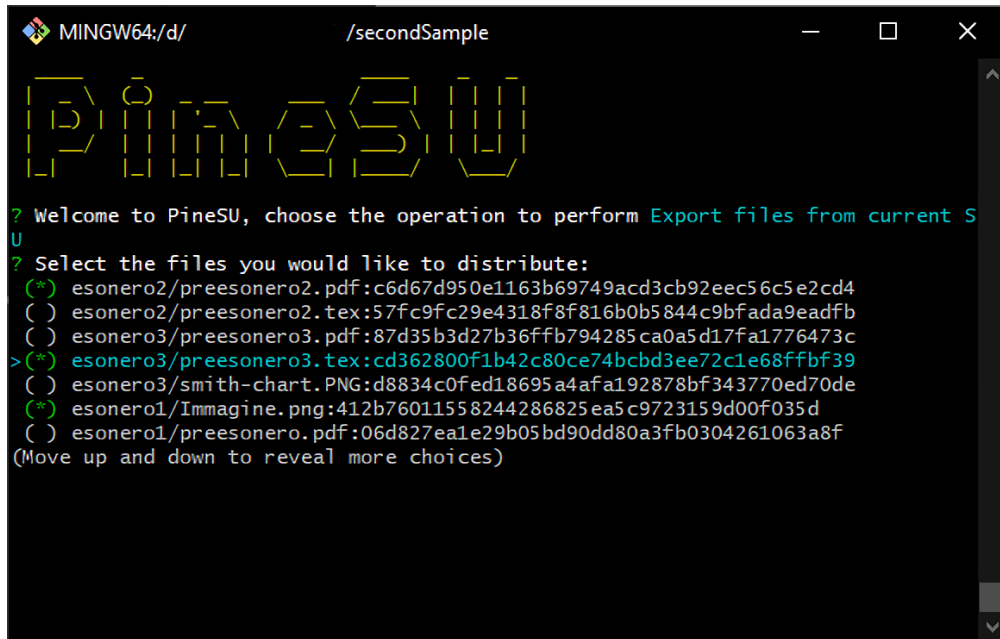 MINGW64:/d/ /secondSample
PineSU
? Welcome to PineSU, choose the operation to perform Export files from current S
U
? Select the files you would like to distribute:
(*) esonero2/preesonero2.pdf:c6d67d950e1163b69749acd3cb92eec56c5e2cd4
( ) esonero2/preesonero2.tex:57fc9fc29e4318f8f816b0b5844c9bfada9eadfb
( ) esonero3/preesonero3.pdf:87d35b3d27b36ffb794285ca0a5d17fa1776473c
>(*) esonero3/preesonero3.tex:cd362800f1b42c80ce74bcbd3ee72c1e68ffbf39
( ) esonero3/smith-chart.PNG:d8834c0fed18695a4afa192878bf343770ed70de
(*) esonero1/Immagine.png:412b76011558244286825ea5c9723159d00f035d
( ) esonero1/preesonero.pdf:06d827ea1e29b05bd90dd80a3fb0304261063a8f
(Move up and down to reveal more choices)